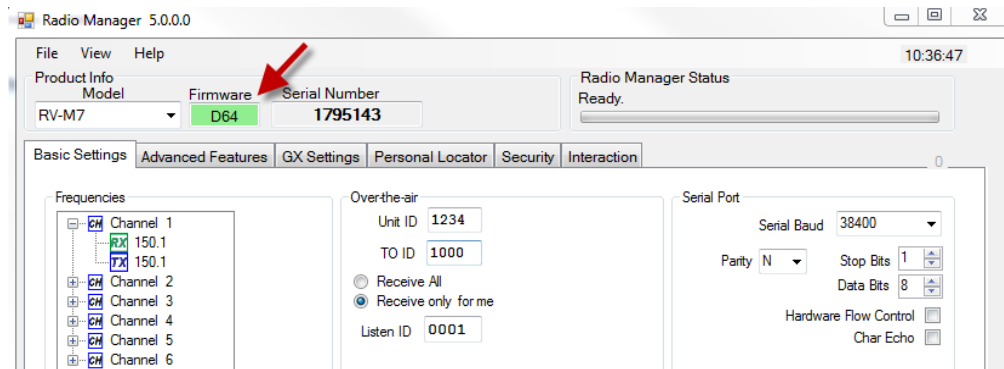 Radio Manager 5.0.0.0
File View Help 10:36:47
Product Info
Model Firmware Serial Number
RV-M7 D64 1795143
Radio Manager Status
Ready.
Basic Settings Advanced Features GX Settings Personal Locator Security Interaction 0
Frequencies
CH Channel 1
RX 150.1
TX 150.1
CH Channel 2
CH Channel 3
CH Channel 4
CH Channel 5
CH Channel 6
Over-the-air
Unit ID 1234
TO ID 1000
Receive All
Receive only for me
Listen ID 0001
Serial Port
Serial Baud 38400
Parity N Stop Bits 1
Data Bits 8
Hardware Flow Control
Char Echo